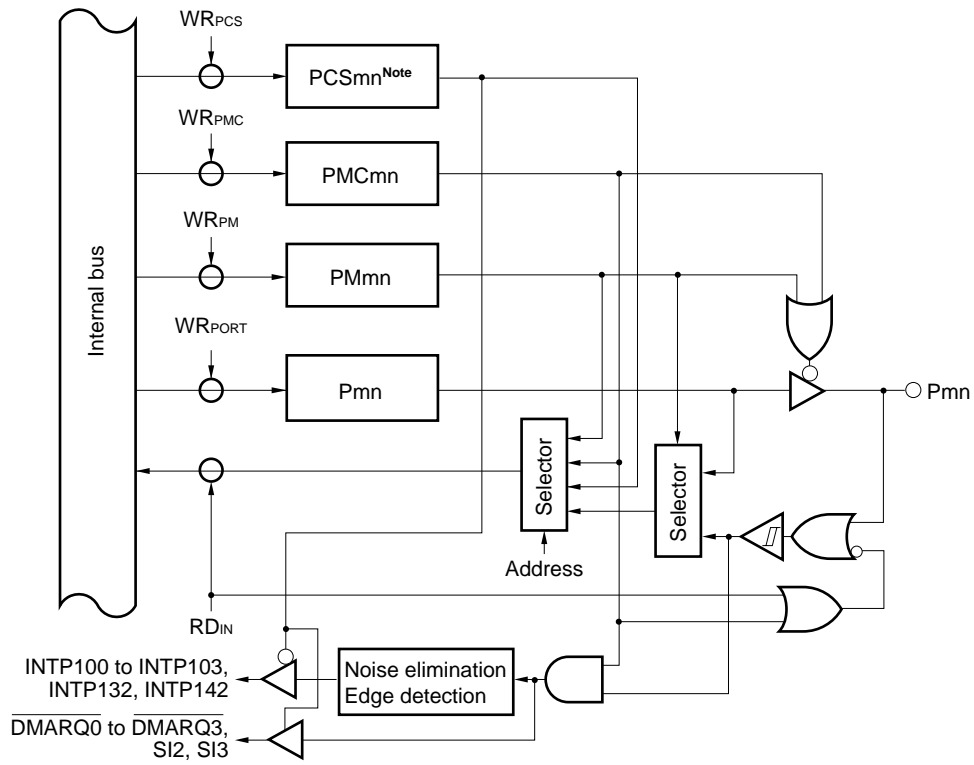 WRPCS
PCSmnNote
WRPMC
PMCmn
WRPM
PMmn
WRPORT
Pmn
Pmn
Internal bus
Selector
Selector
Address
RDIN
INTP100 to INTP103,
INTP132, INTP142
Noise elimination
Edge detection
DMARQ0 to DMARQ3,
SI2, SI3